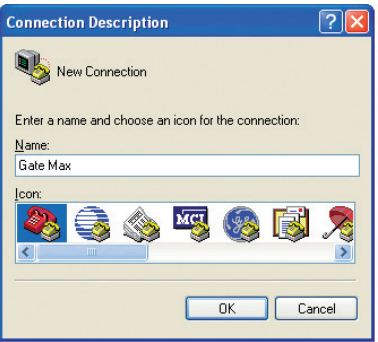 Connection Description
New Connection
Enter a name and choose an icon for the connection:
Name:
Gate Max
Icon:
MCI
OK Cancel